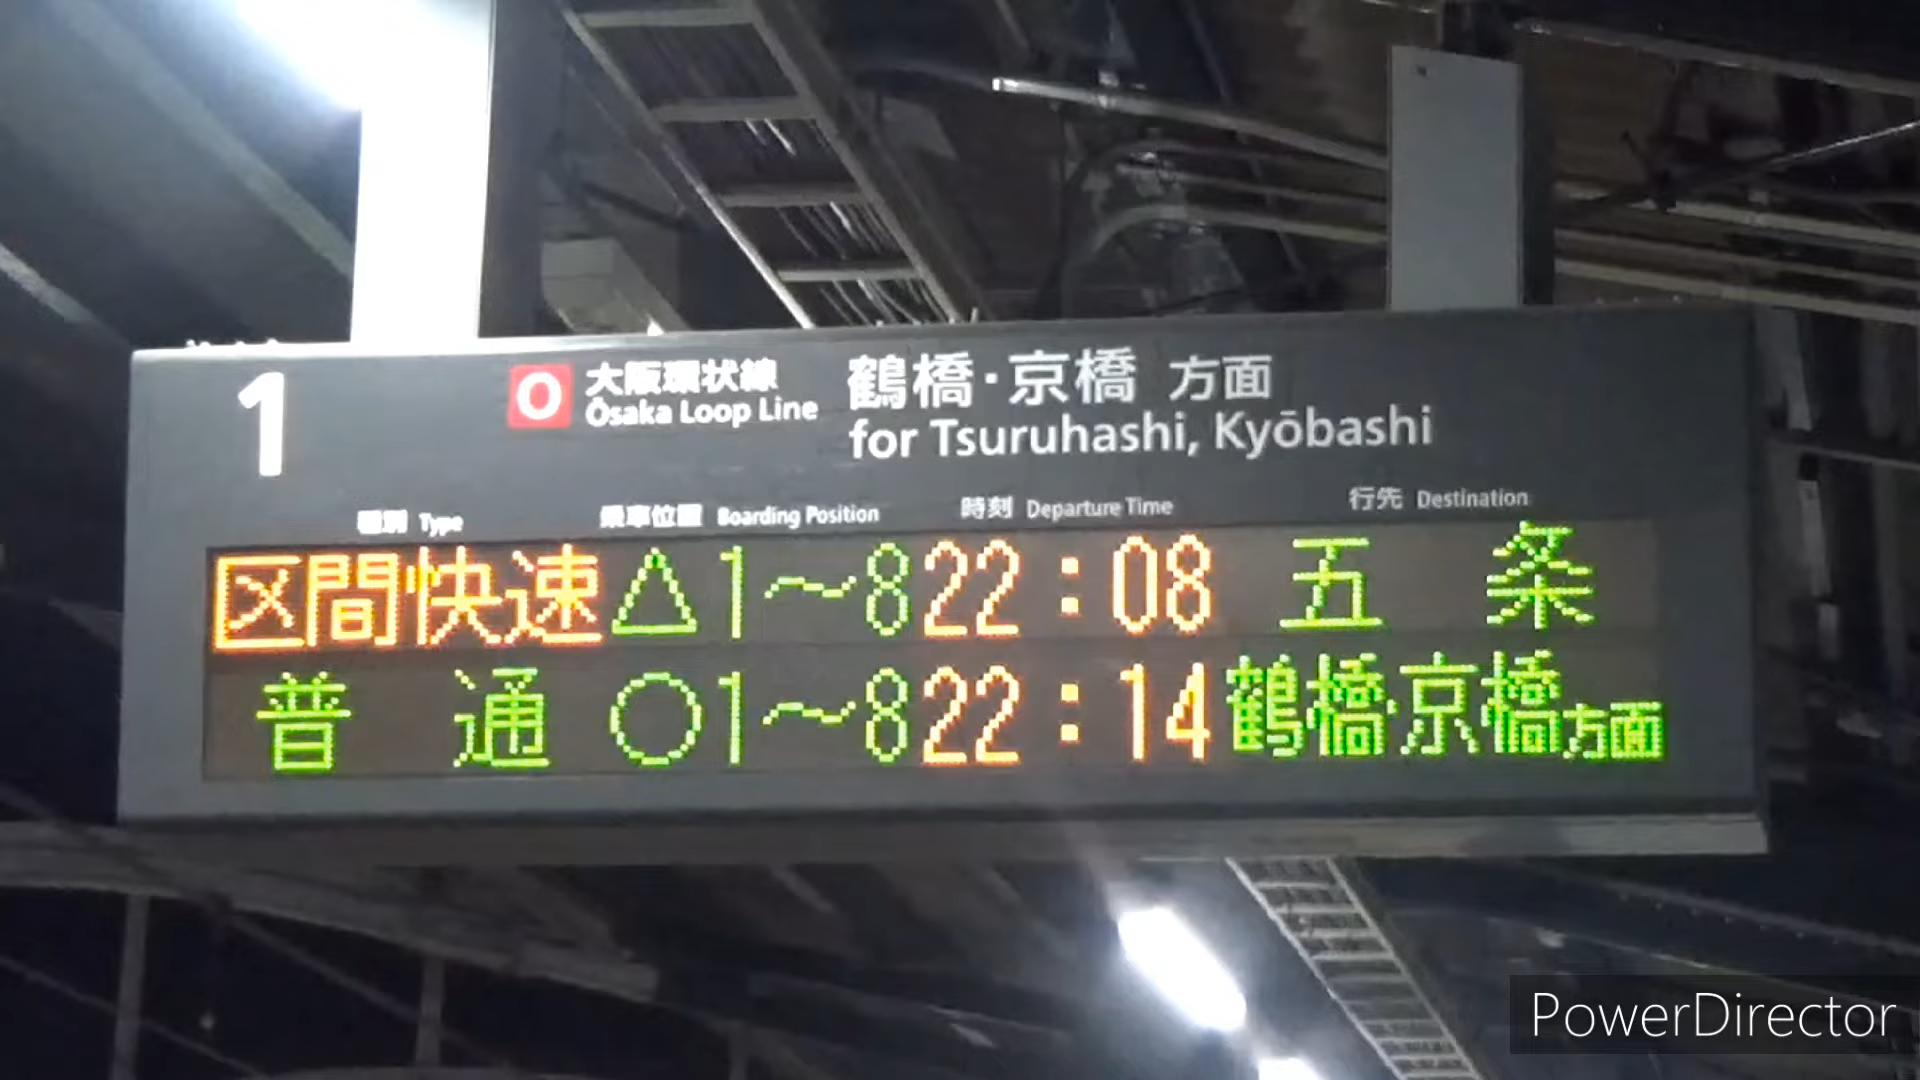 1
O 大阪環状線 鶴橋・京橋 方面
Ōsaka Loop Line for Tsuruhashi, Kyōbashi
種別 Type 乗車位置 Boarding Position 時刻 Departure Time 行先 Destination
区間快速 △1～8 22:08 五条
普通 ○1～8 22:14 鶴橋・京橋方面
PowerDirector